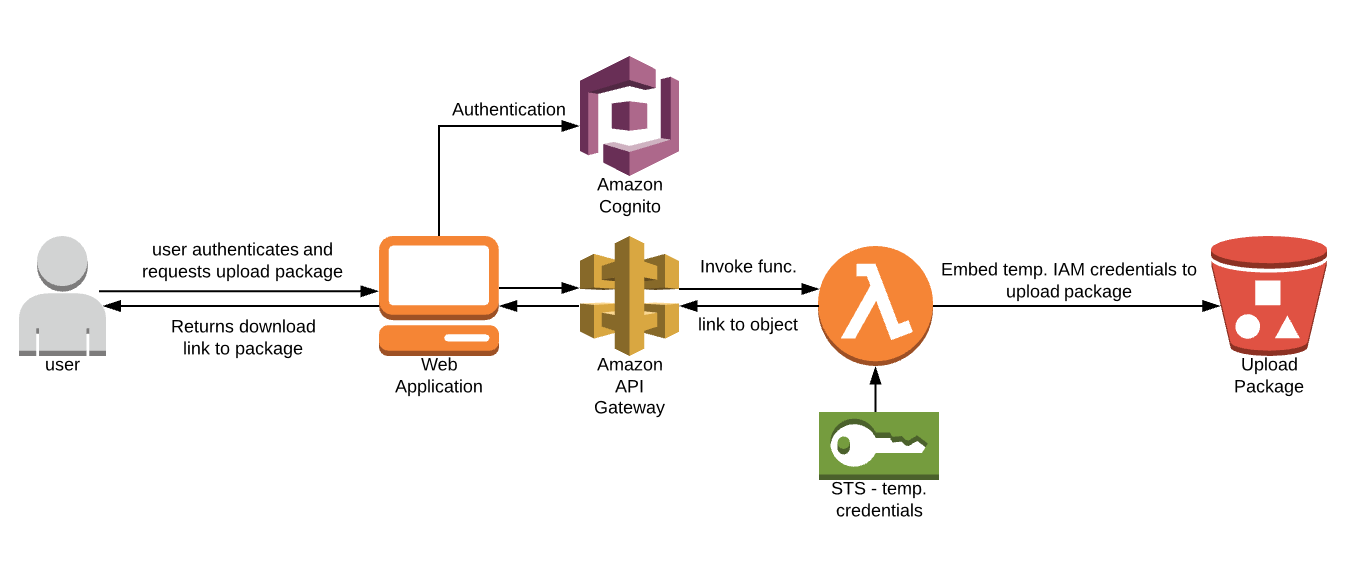 Authentication
Amazon
Cognito
user authenticates and
requests upload package
Returns download
link to package
user
Web
Application
Amazon
API
Gateway
Invoke func.
link to object
Embed temp. IAM credentials to
upload package
Upload
Package
STS - temp.
credentials